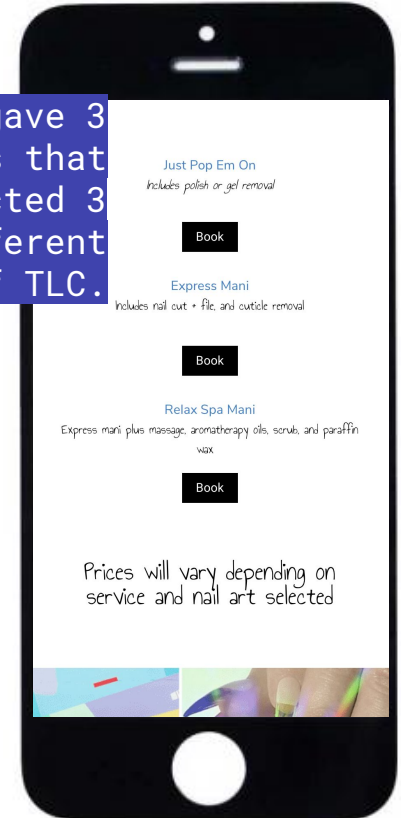 gave 3
that
cted 3
ferent
TLC.
Just Pop Em On
Includes polish or gel removal
Book
Express Mani
Includes nail cut + file, and cuticle removal
Book
Relax Spa Mani
Express mani plus massage, aromatherapy oils, scrub, and paraffin
wax
Book
Prices will vary depending on
service and nail art selected